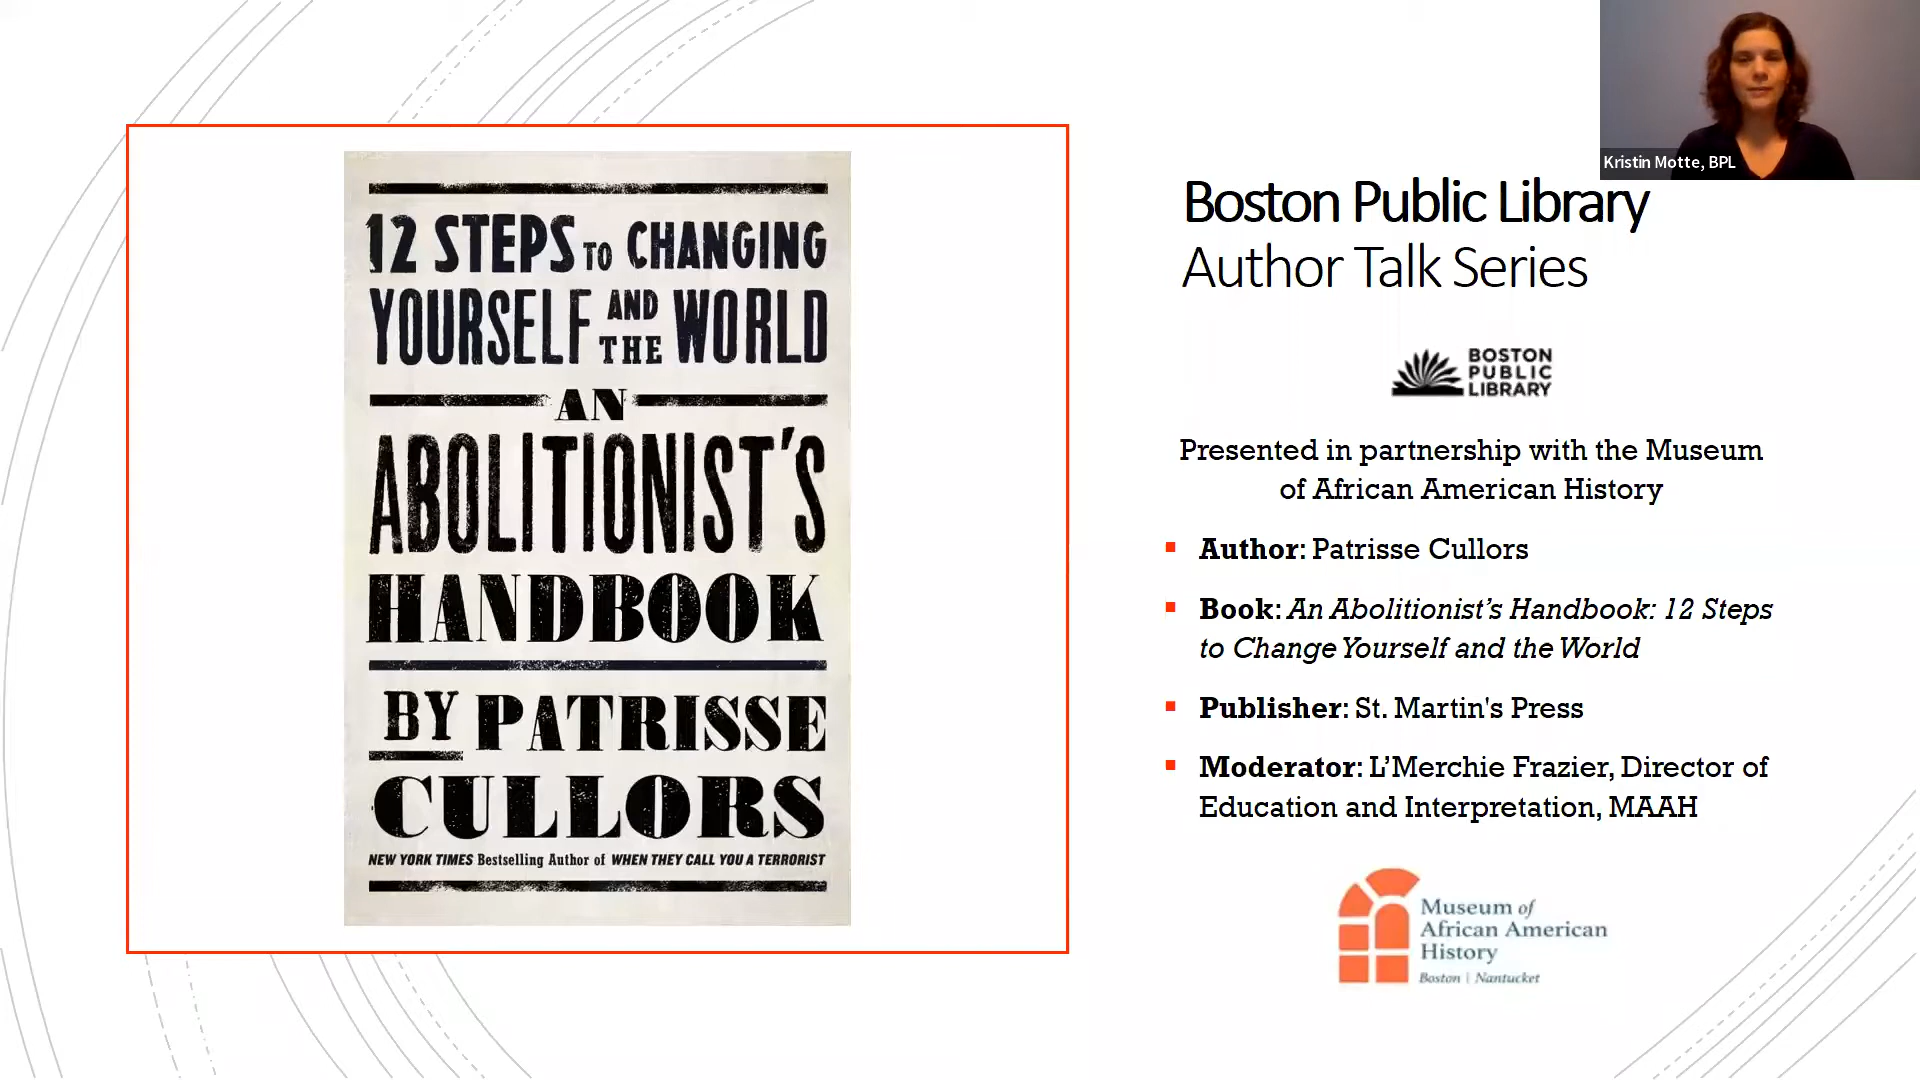 12 STEPS TO CHANGING
YOURSELF AND THE WORLD
AN
ABOLITIONIST'S
HANDBOOK
BY PATRISSE
CULLORS
NEW YORK TIMES Bestselling Author of WHEN THEY CALL YOU A TERRORIST
Kristin Motte, BPL
Boston Public Library
Author Talk Series
BOSTON
PUBLIC
LIBRARY
Presented in partnership with the Museum
of African American History
Author: Patrisse Cullors
Book: An Abolitionist’s Handbook: 12 Steps
to Change Yourself and the World
Publisher: St. Martin's Press
Moderator: L’Merchie Frazier, Director of
Education and Interpretation, MAAH
Museum of
African American
History
Boston | Nantucket